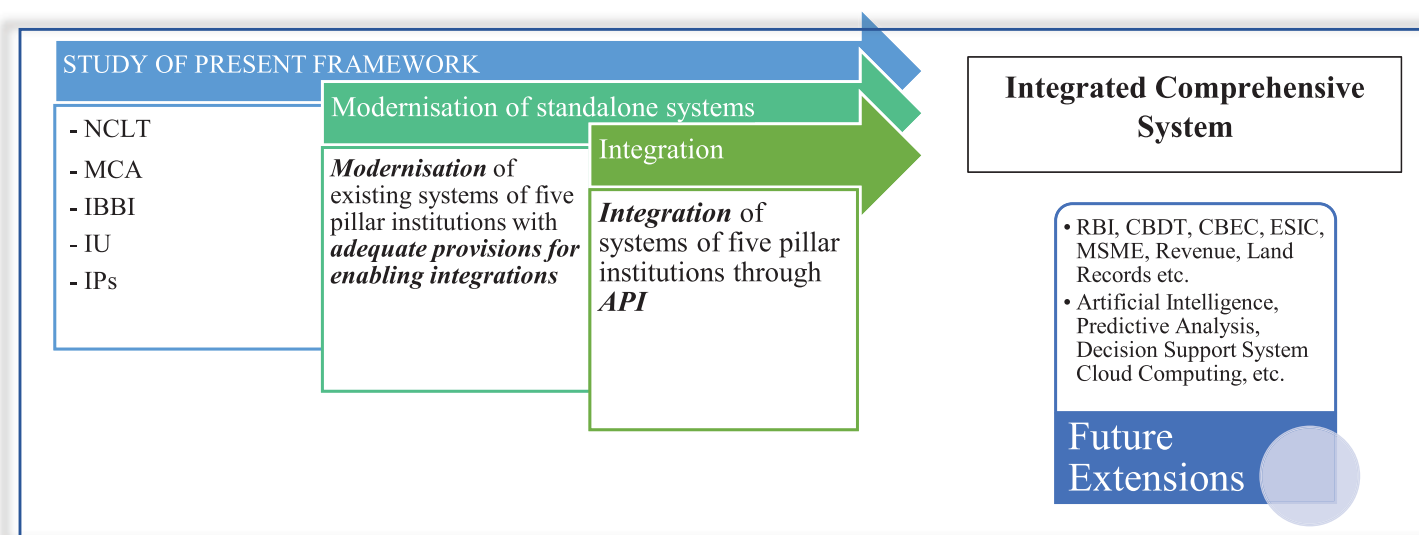 STUDY OF PRESENT FRAMEWORK
- NCLT
- MCA
- IBBI
- IU
- IPs
Modernisation of standalone systems
Modernisation of
existing systems of five
pillar institutions with
adequate provisions for
enabling integrations
Integration
Integration of
systems of five pillar
institutions through
API
Integrated Comprehensive
System
• RBI, CBDT, CBEC, ESIC,
MSME, Revenue, Land
Records etc.
• Artificial Intelligence,
Predictive Analysis,
Decision Support System
Cloud Computing, etc.
Future
Extensions